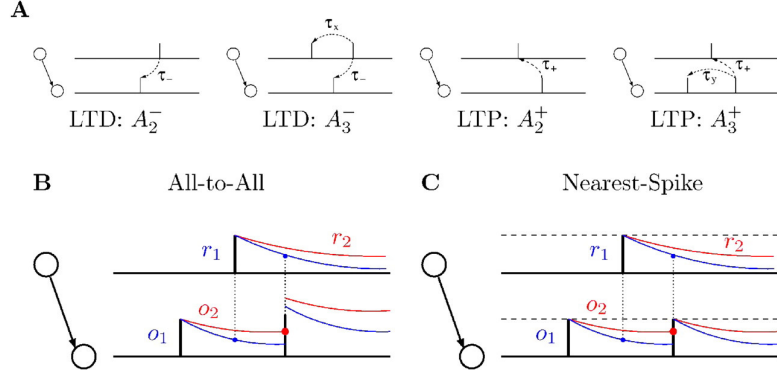 A
τₓ
τ₋ τ₋ τ₊ τᵧ τ₊
LTD: A₂⁻ LTD: A₃⁻ LTP: A₂⁺ LTP: A₃⁺
B All-to-All C Nearest-Spike
r₁ r₂ r₁ r₂
o₁ o₂ o₁ o₂